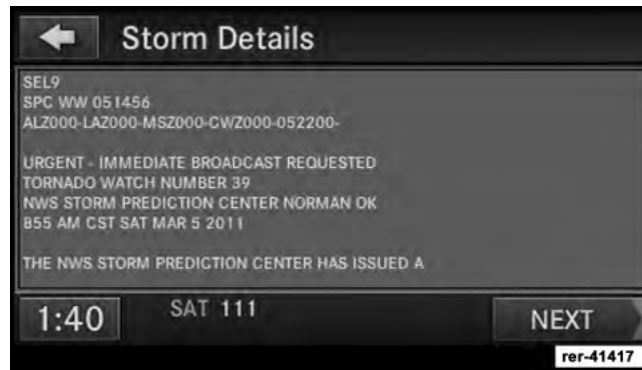 Storm Details
SEL9
SPC WW 051456
ALZ000-LAZ000-MSZ000-CWZ000-052200-
URGENT - IMMEDIATE BROADCAST REQUESTED
TORNADO WATCH NUMBER 39
NWS STORM PREDICTION CENTER NORMAN OK
855 AM CST SAT MAR 5 2011
THE NWS STORM PREDICTION CENTER HAS ISSUED A
1:40
SAT 111
NEXT
rer-41417